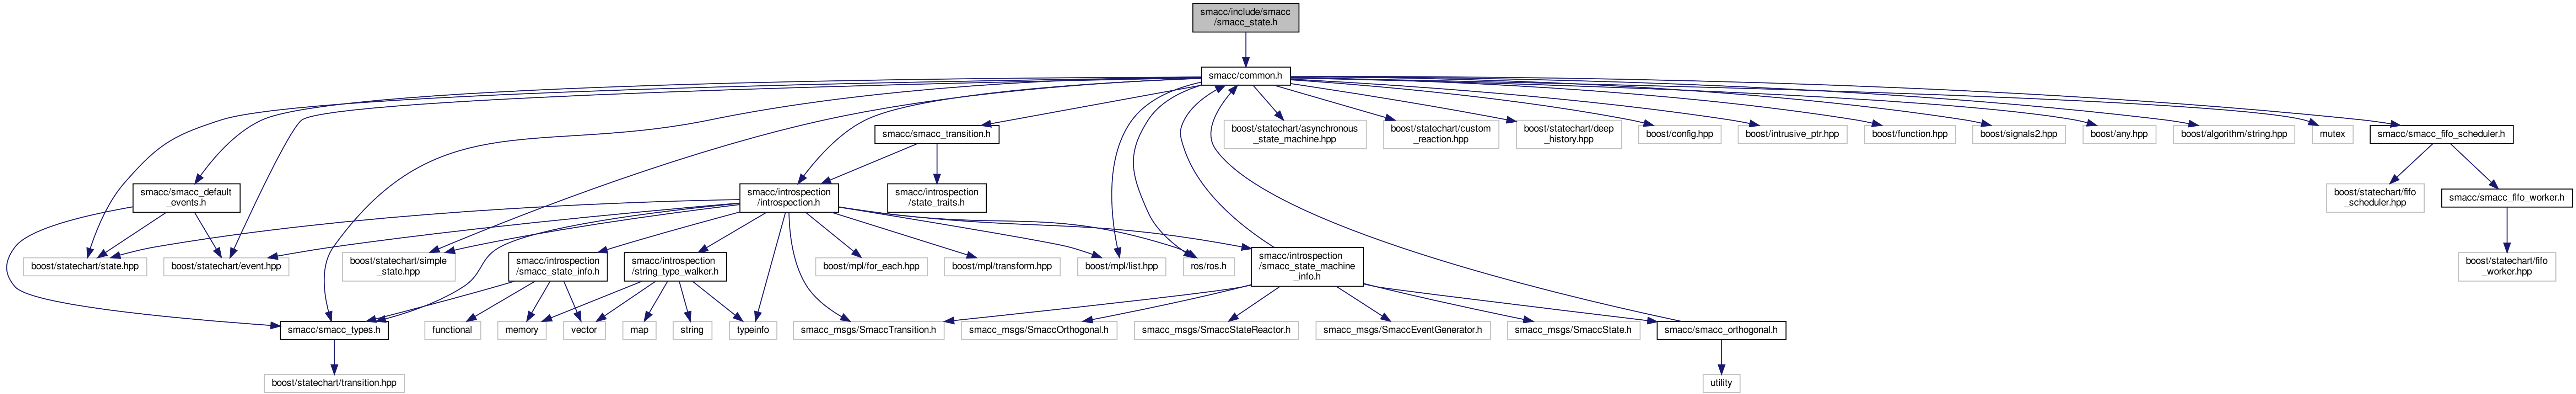 smacc/include/smacc
/smacc_state.h
smacc/common.h
smacc/smacc_transition.h
boost/statechart/asynchronous
_state_machine.hpp
boost/statechart/custom
_reaction.hpp
boost/statechart/deep
_history.hpp
boost/config.hpp
boost/intrusive_ptr.hpp
boost/function.hpp
boost/signals2.hpp
boost/any.hpp
boost/algorithm/string.hpp
mutex
smacc/smacc_fifo_scheduler.h
smacc/smacc_default
_events.h
smacc/introspection
/introspection.h
smacc/introspection
/state_traits.h
boost/statechart/fifo
_scheduler.hpp
smacc/smacc_fifo_worker.h
boost/statechart/state.hpp
boost/statechart/event.hpp
boost/statechart/simple
_state.hpp
smacc/introspection
/smacc_state_info.h
smacc/introspection
/string_type_walker.h
boost/mpl/for_each.hpp
boost/mpl/transform.hpp
boost/mpl/list.hpp
ros/ros.h
smacc/introspection
/smacc_state_machine
_info.h
boost/statechart/fifo
_worker.hpp
smacc/smacc_types.h
functional
memory
vector
map
string
typeinfo
smacc_msgs/SmaccTransition.h
smacc_msgs/SmaccOrthogonal.h
smacc_msgs/SmaccStateReactor.h
smacc_msgs/SmaccEventGenerator.h
smacc_msgs/SmaccState.h
smacc/smacc_orthogonal.h
boost/statechart/transition.hpp
utility